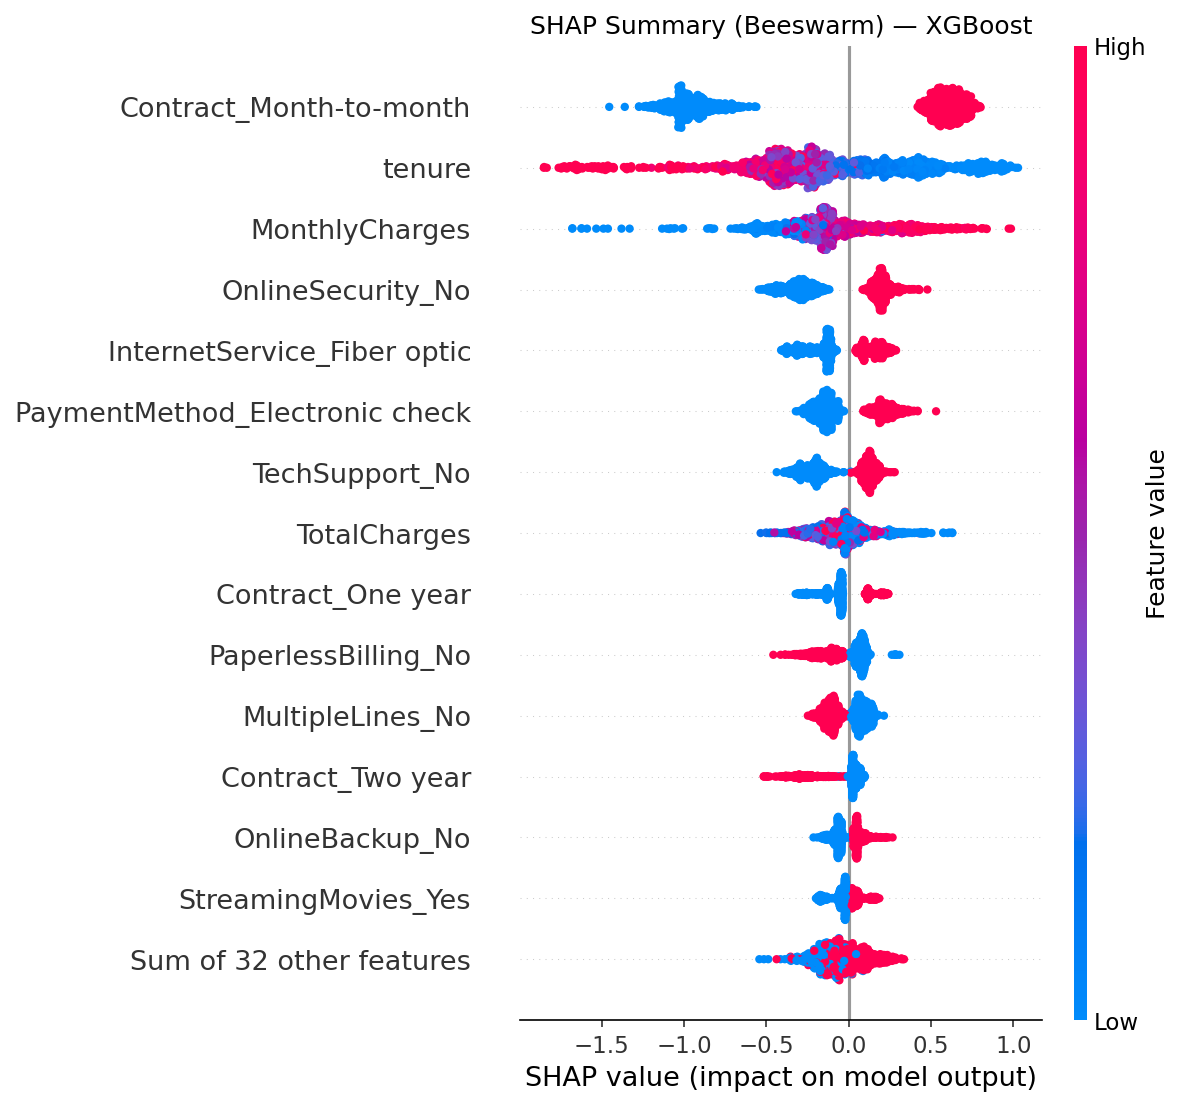 SHAP Summary (Beeswarm) — XGBoost
High
Contract_Month-to-month
tenure
MonthlyCharges
OnlineSecurity_No
InternetService_Fiber optic
PaymentMethod_Electronic check
TechSupport_No
TotalCharges
Contract_One year
PaperlessBilling_No
MultipleLines_No
Contract_Two year
OnlineBackup_No
StreamingMovies_Yes
Sum of 32 other features
Feature value
Low
−1.5 −1.0 −0.5 0.0 0.5 1.0
SHAP value (impact on model output)